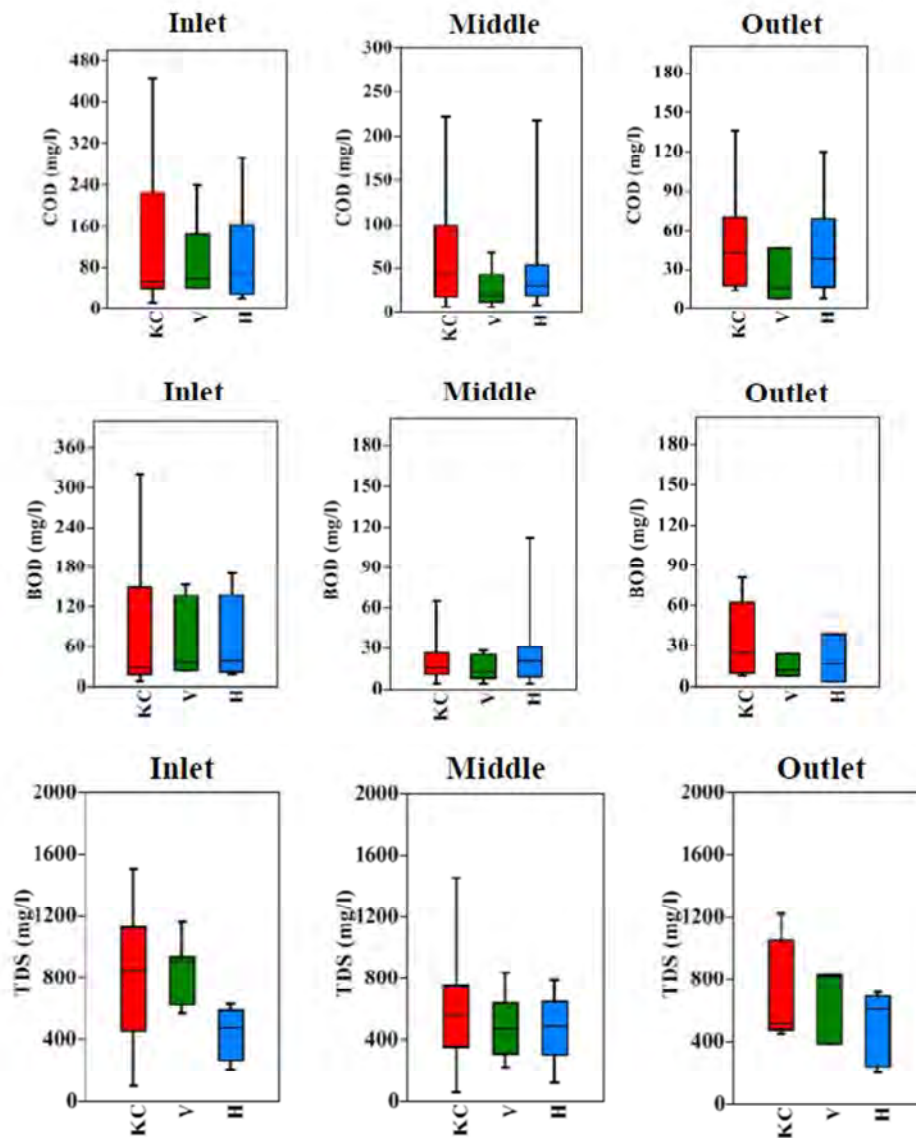 Inlet
Middle
Outlet
COD (mg/l)
480
400
320
240
160
80
0
KC
V
H
COD (mg/l)
300
250
200
150
100
50
0
KC
V
H
COD (mg/l)
180
150
120
90
60
30
0
KC
V
H
Inlet
Middle
Outlet
BOD (mg/l)
360
300
240
180
120
60
0
KC
V
H
BOD (mg/l)
180
150
120
90
60
30
0
KC
V
H
BOD (mg/l)
180
150
120
90
60
30
0
KC
V
H
Inlet
Middle
Outlet
TDS (mg/l)
2000
1600
1200
800
400
0
KC
V
H
TDS (mg/l)
2000
1600
1200
800
400
0
KC
V
H
TDS (mg/l)
2000
1600
1200
800
400
0
KC
V
H